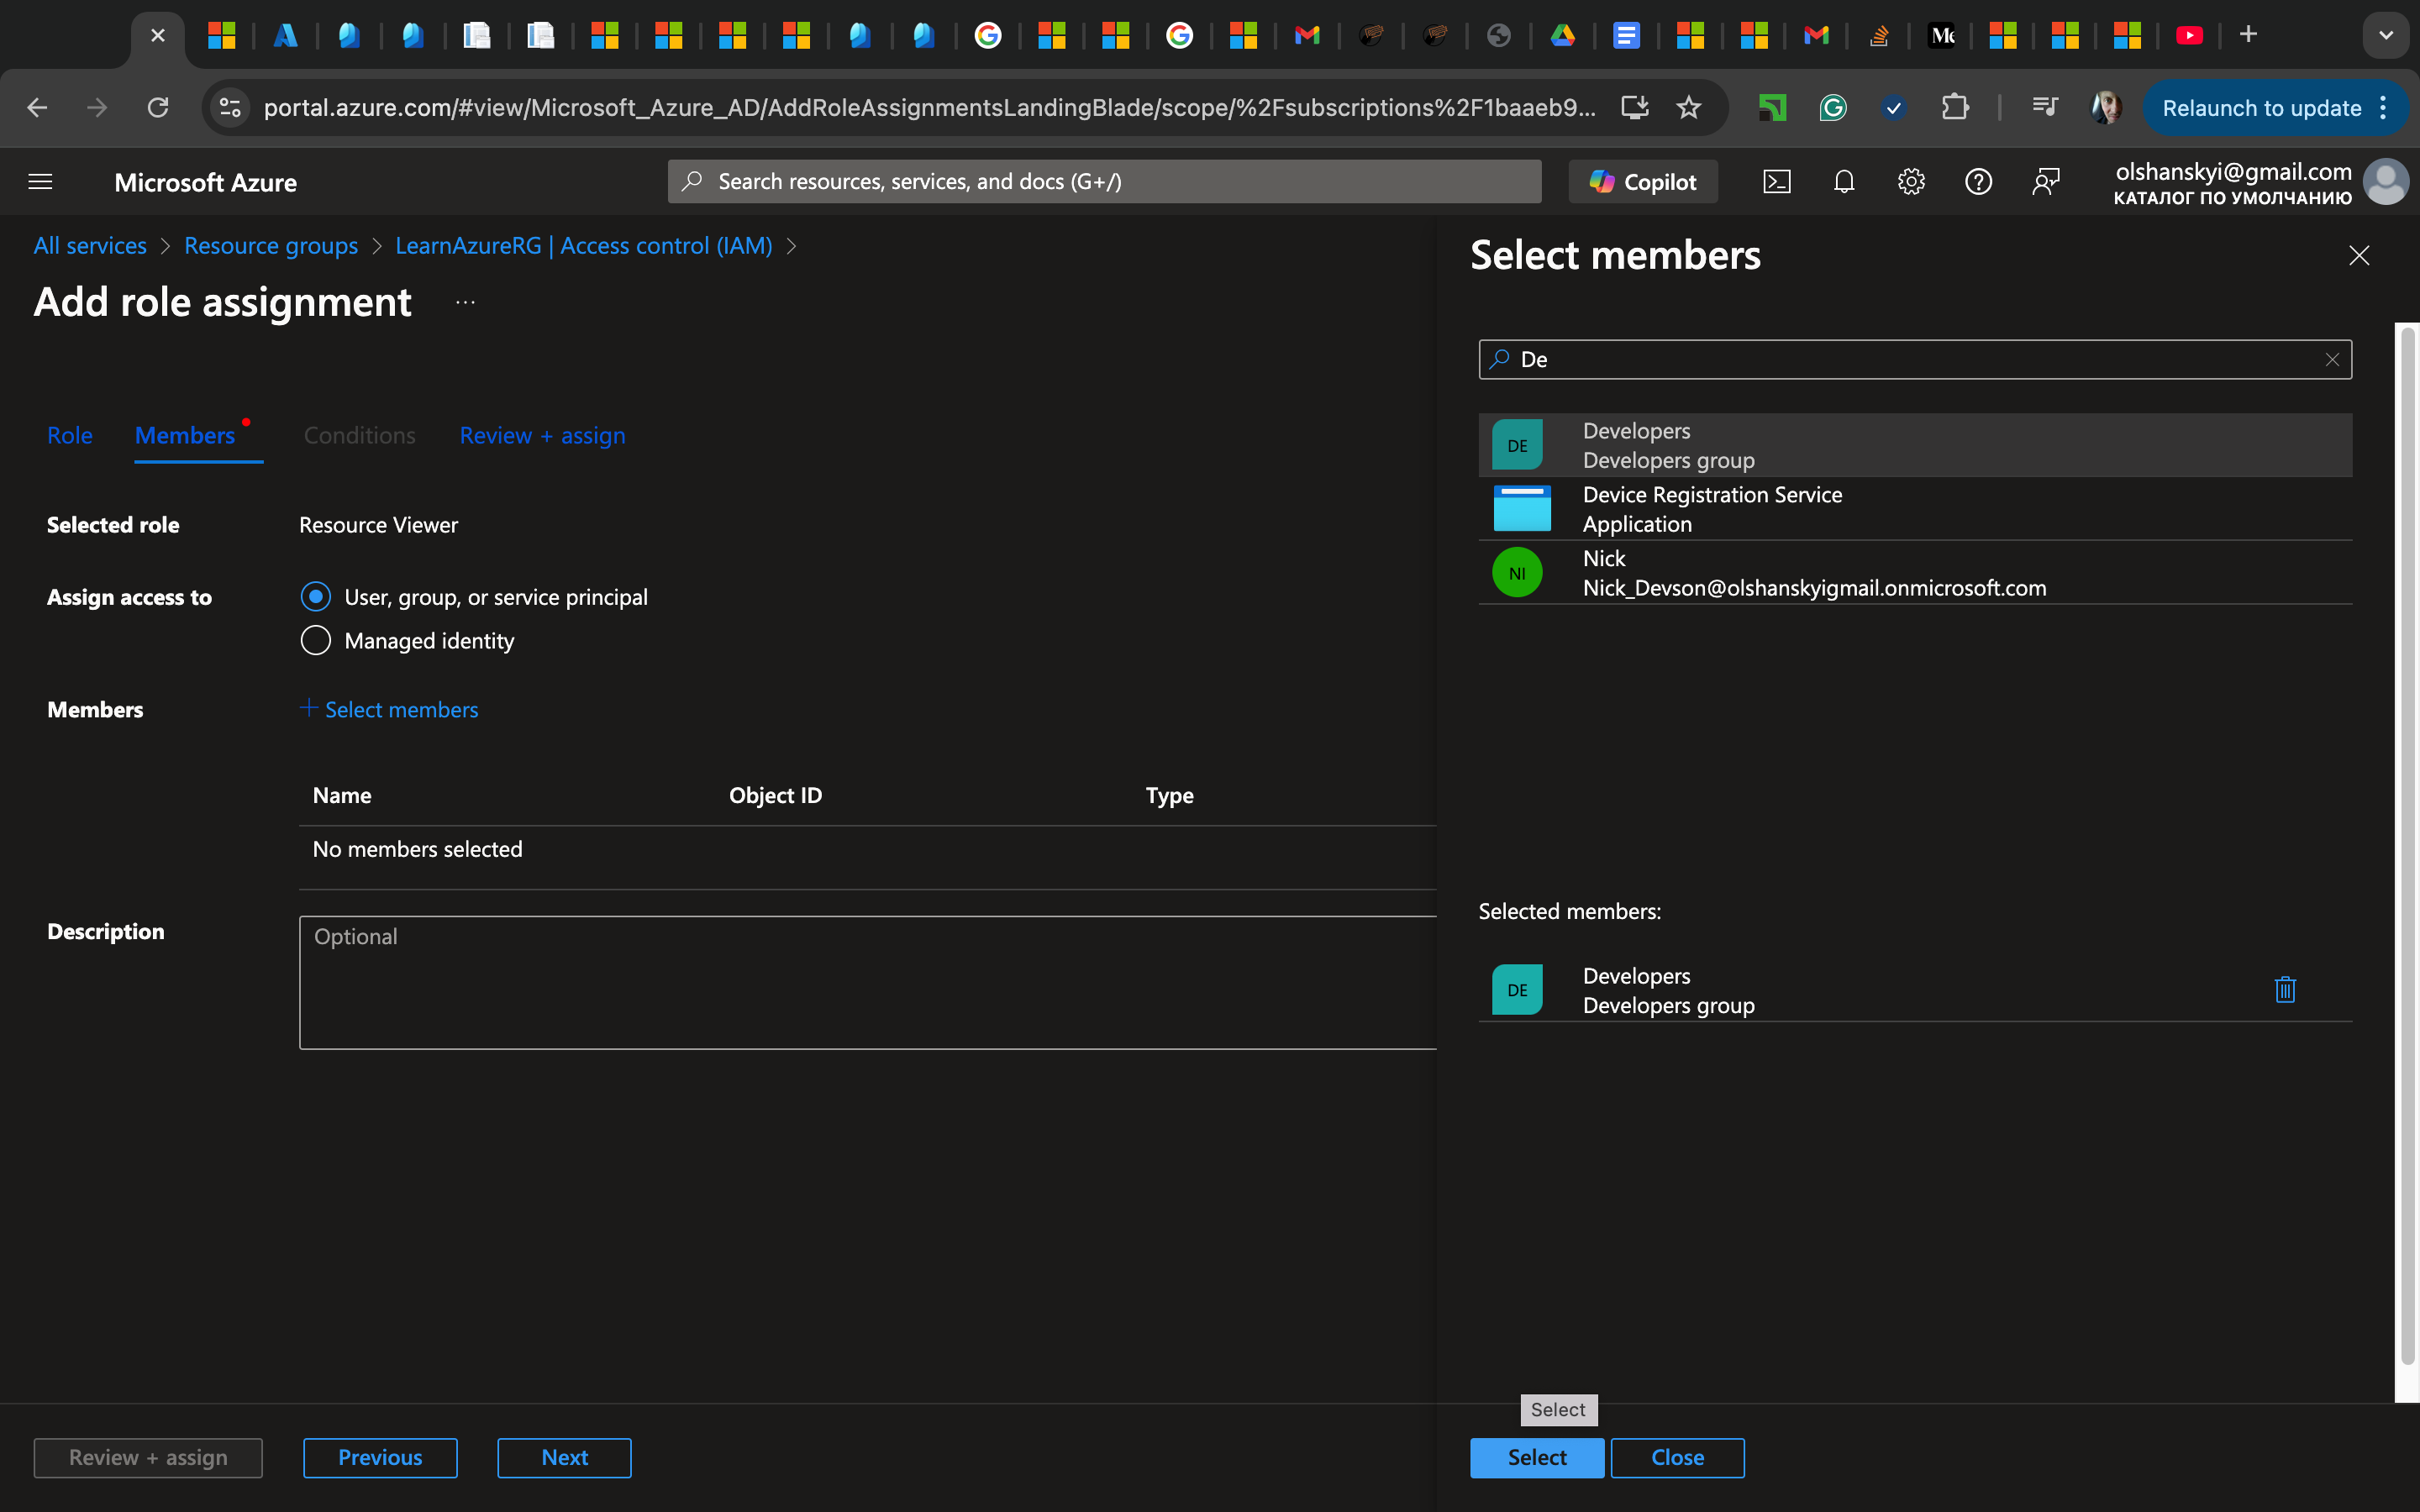 portal.azure.com/#view/Microsoft_Azure_AD/AddRoleAssignmentsLandingBlade/scope/%2Fsubscriptions%2F1baaeb9...
Relaunch to update
Microsoft Azure
Search resources, services, and docs (G+/)
Copilot
olshanskyi@gmail.com
КАТАЛОГ ПО УМОЛЧАНИЮ
All services > Resource groups > LearnAzureRG | Access control (IAM) >
Add role assignment ...
Role
Members
Conditions
Review + assign
Selected role
Resource Viewer
Assign access to
User, group, or service principal
Managed identity
Members
+ Select members
Name
Object ID
Type
No members selected
Description
Optional
Review + assign
Previous
Next
Select members
De
DE
Developers
Developers group
Device Registration Service
Application
NI
Nick
Nick_Devson@olshanskyigmail.onmicrosoft.com
Selected members:
DE
Developers
Developers group
Select
Select
Close